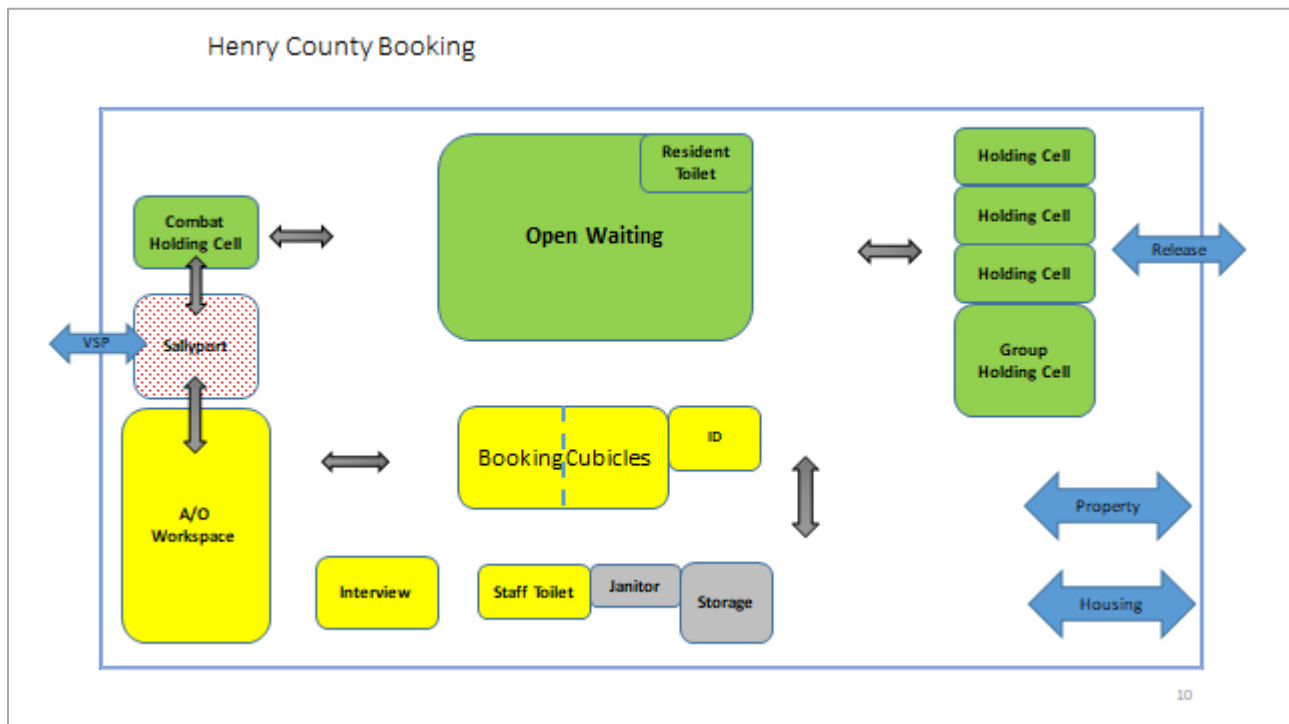 Henry County Booking
Resident
Toilet
Open Waiting
Combat
Holding Cell
Holding Cell
Holding Cell
Holding Cell
Group
Holding Cell
Release
VSP
Sallyport
Booking Cubicles
ID
A/O
Workspace
Interview
Staff Toilet
Janitor
Storage
Property
Housing
10